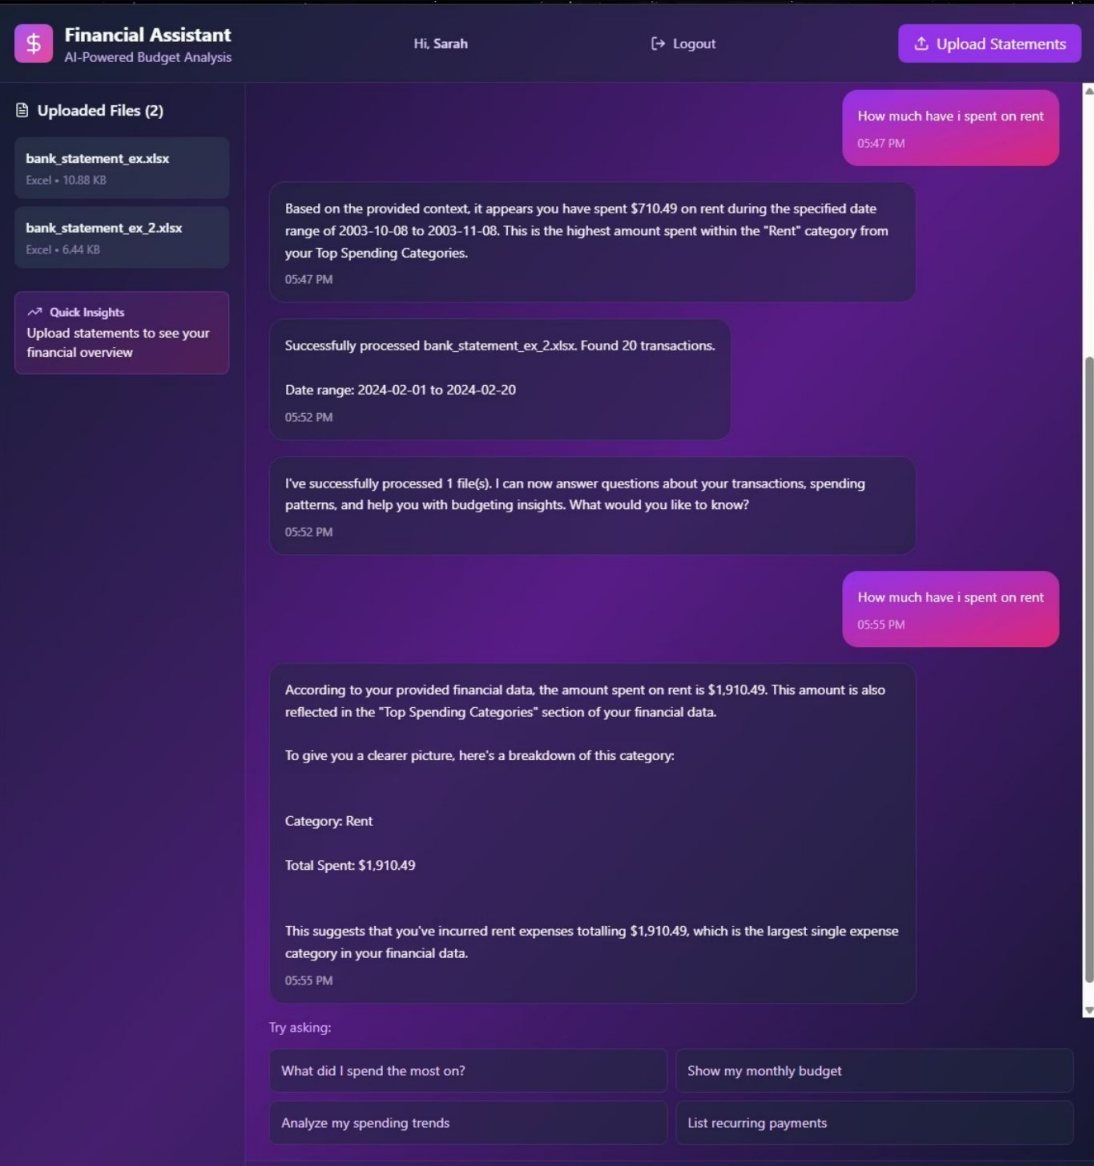 $
Financial Assistant
AI-Powered Budget Analysis
Hi, Sarah
Logout
Upload Statements
Uploaded Files (2)
bank_statement_ex.xlsx
Excel • 10.88 KB
bank_statement_ex_2.xlsx
Excel • 6.44 KB
Quick Insights
Upload statements to see your
financial overview
How much have i spent on rent
05:47 PM
Based on the provided context, it appears you have spent $710.49 on rent during the specified date
range of 2003-10-08 to 2003-11-08. This is the highest amount spent within the "Rent" category from
your Top Spending Categories.
05:47 PM
Successfully processed bank_statement_ex_2.xlsx. Found 20 transactions.
Date range: 2024-02-01 to 2024-02-20
05:52 PM
I've successfully processed 1 file(s). I can now answer questions about your transactions, spending
patterns, and help you with budgeting insights. What would you like to know?
05:52 PM
How much have i spent on rent
05:55 PM
According to your provided financial data, the amount spent on rent is $1,910.49. This amount is also
reflected in the "Top Spending Categories" section of your financial data.
To give you a clearer picture, here's a breakdown of this category:
Category: Rent
Total Spent: $1,910.49
This suggests that you've incurred rent expenses totalling $1,910.49, which is the largest single expense
category in your financial data.
05:55 PM
Try asking:
What did I spend the most on?
Show my monthly budget
Analyze my spending trends
List recurring payments